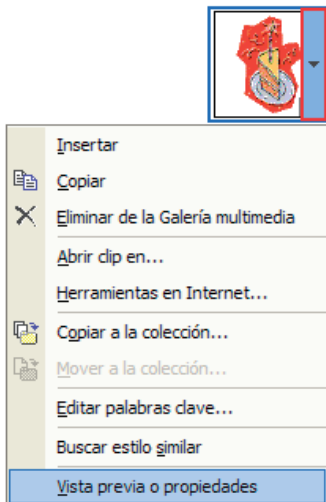 Insertar
Copiar
Eliminar de la Galería multimedia
Abrir clip en...
Herramientas en Internet...
Copiar a la colección...
Mover a la colección...
Editar palabras clave...
Buscar estilo similar
Vista previa o propiedades